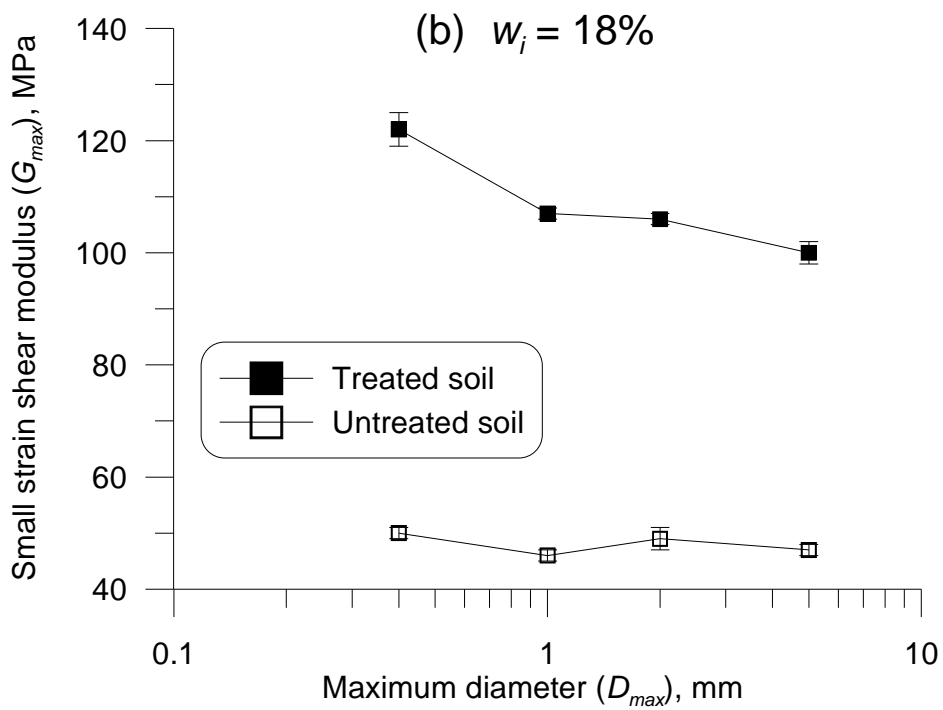 (b) w_i = 18%
Small strain shear modulus (G_max), MPa
140
120
100
80
60
40
Treated soil
Untreated soil
0.1 1 10
Maximum diameter (D_max), mm